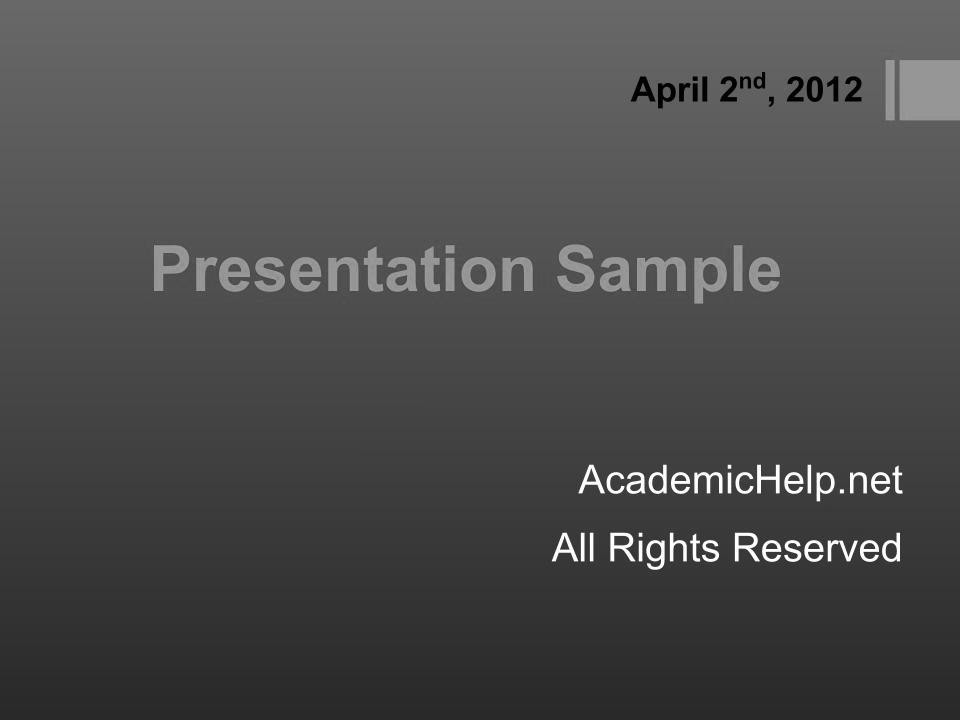 April 2nd, 2012
Presentation Sample
AcademicHelp.net
All Rights Reserved